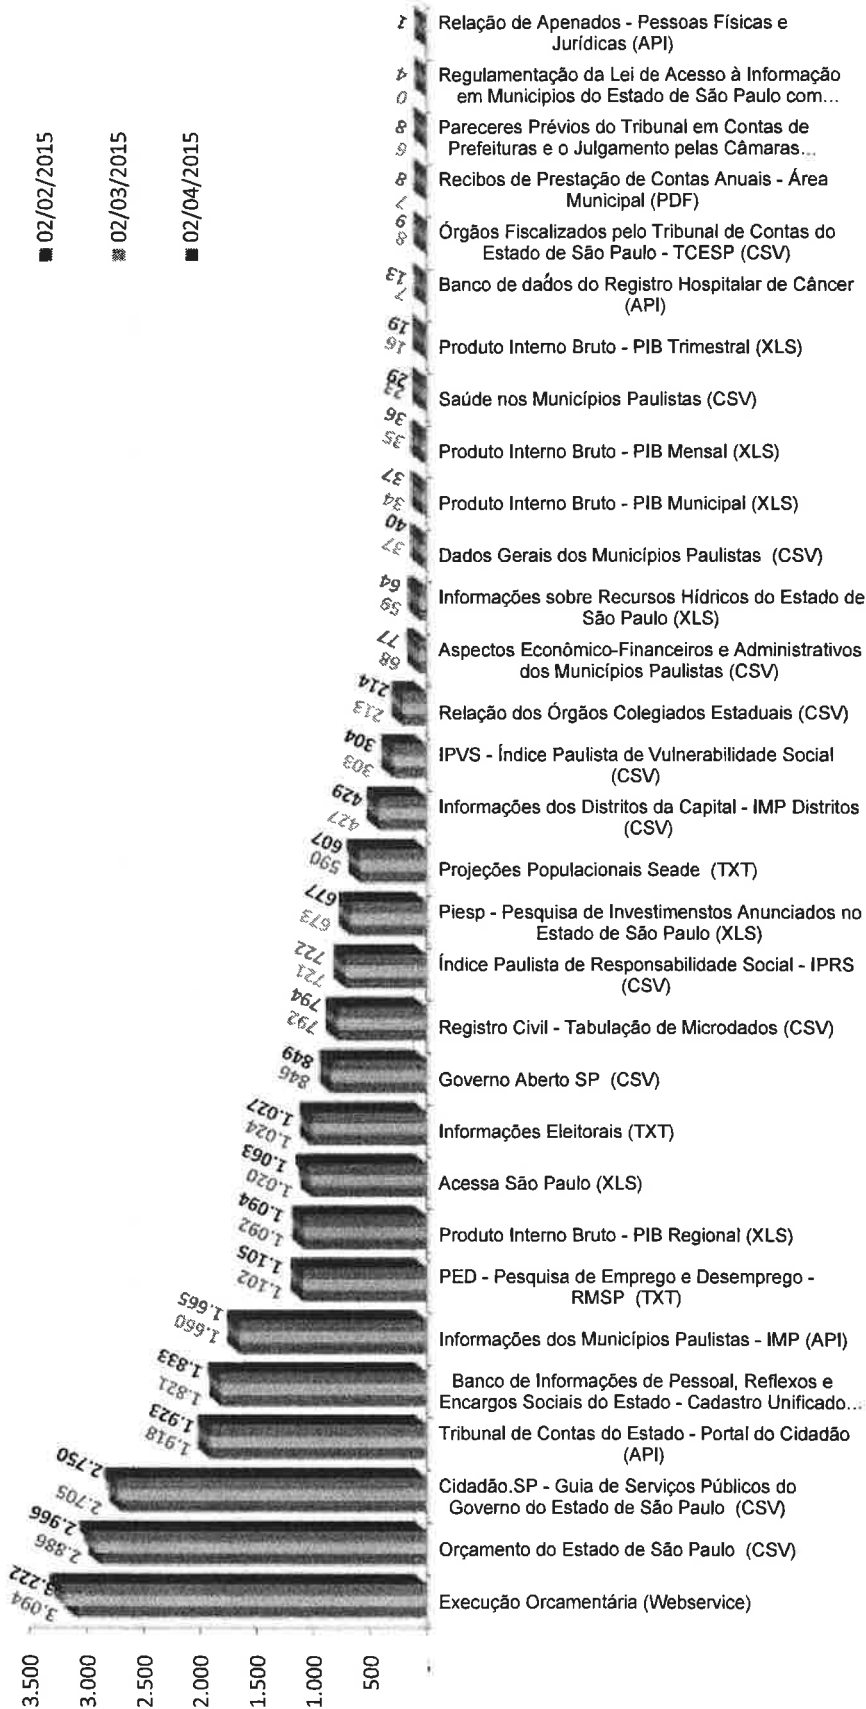 02/02/2015
02/03/2015
02/04/2015
1
Relação de Apenados - Pessoas Físicas e
Jurídicas (API)
4
0
Regulamentação da Lei de Acesso à Informação
em Municipios do Estado de São Paulo com...
8
6
Pareceres Prévios do Tribunal em Contas de
Prefeituras e o Julgamento pelas Câmaras...
8
7
Recibos de Prestação de Contas Anuais - Área
Municipal (PDF)
9
8
Órgãos Fiscalizados pelo Tribunal de Contas do
Estado de São Paulo - TCESP (CSV)
13
7
Banco de dados do Registro Hospitalar de Câncer
(API)
19
16
Produto Interno Bruto - PIB Trimestral (XLS)
29
23
Saúde nos Municípios Paulistas (CSV)
36
35
Produto Interno Bruto - PIB Mensal (XLS)
37
34
Produto Interno Bruto - PIB Municipal (XLS)
40
37
Dados Gerais dos Municípios Paulistas (CSV)
64
59
Informações sobre Recursos Hídricos do Estado de
São Paulo (XLS)
77
68
Aspectos Econômico-Financeiros e Administrativos
dos Municípios Paulistas (CSV)
214
213
Relação dos Órgãos Colegiados Estaduais (CSV)
304
303
IPVS - Índice Paulista de Vulnerabilidade Social
(CSV)
429
427
Informações dos Distritos da Capital - IMP Distritos
(CSV)
607
590
Projeções Populacionais Seade (TXT)
677
673
Piesp - Pesquisa de Investimenstos Anunciados no
Estado de São Paulo (XLS)
722
721
Índice Paulista de Responsabilidade Social - IPRS
(CSV)
794
792
Registro Civil - Tabulação de Microdados (CSV)
849
846
Governo Aberto SP (CSV)
1.027
1.024
Informações Eleitorais (TXT)
1.063
1.020
Acessa São Paulo (XLS)
1.094
1.092
Produto Interno Bruto - PIB Regional (XLS)
1.105
1.102
PED - Pesquisa de Emprego e Desemprego -
RMSP (TXT)
1.665
1.660
Informações dos Municípios Paulistas - IMP (API)
1.833
1.821
Banco de Informações de Pessoal, Reflexos e
Encargos Sociais do Estado - Cadastro Unificado...
1.923
1.918
Tribunal de Contas do Estado - Portal do Cidadão
(API)
2.750
2.705
Cidadão.SP - Guia de Serviços Públicos do
Governo do Estado de São Paulo (CSV)
2.966
2.886
Orçamento do Estado de São Paulo (CSV)
3.222
3.094
Execução Orcamentária (Webservice)
3.500
3.000
2.500
2.000
1.500
1.000
500
-